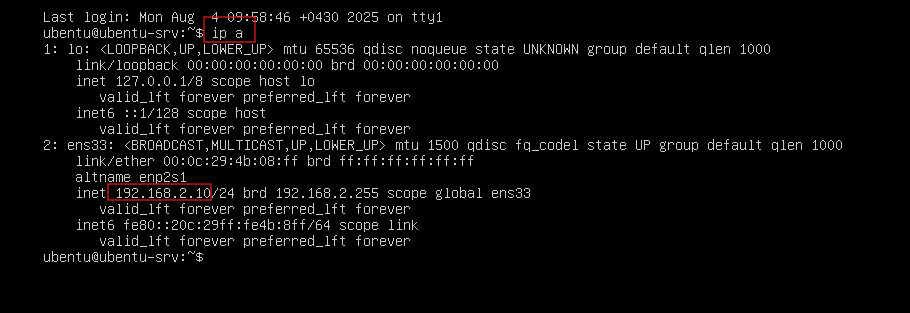 Last login: Mon Aug  4 09:58:46 +0430 2025 on tty1
ubentu@ubentu-srv:~$ ip a
1: lo: <LOOPBACK,UP,LOWER_UP> mtu 65536 qdisc noqueue state UNKNOWN group default qlen 1000
    link/loopback 00:00:00:00:00:00 brd 00:00:00:00:00:00
    inet 127.0.0.1/8 scope host lo
       valid_lft forever preferred_lft forever
    inet6 ::1/128 scope host
       valid_lft forever preferred_lft forever
2: ens33: <BROADCAST,MULTICAST,UP,LOWER_UP> mtu 1500 qdisc fq_codel state UP group default qlen 1000
    link/ether 00:0c:29:4b:08:ff brd ff:ff:ff:ff:ff:ff
    altname enp2s1
    inet 192.168.2.10/24 brd 192.168.2.255 scope global ens33
       valid_lft forever preferred_lft forever
    inet6 fe80::20c:29ff:fe4b:8ff/64 scope link
       valid_lft forever preferred_lft forever
ubentu@ubentu-srv:~$